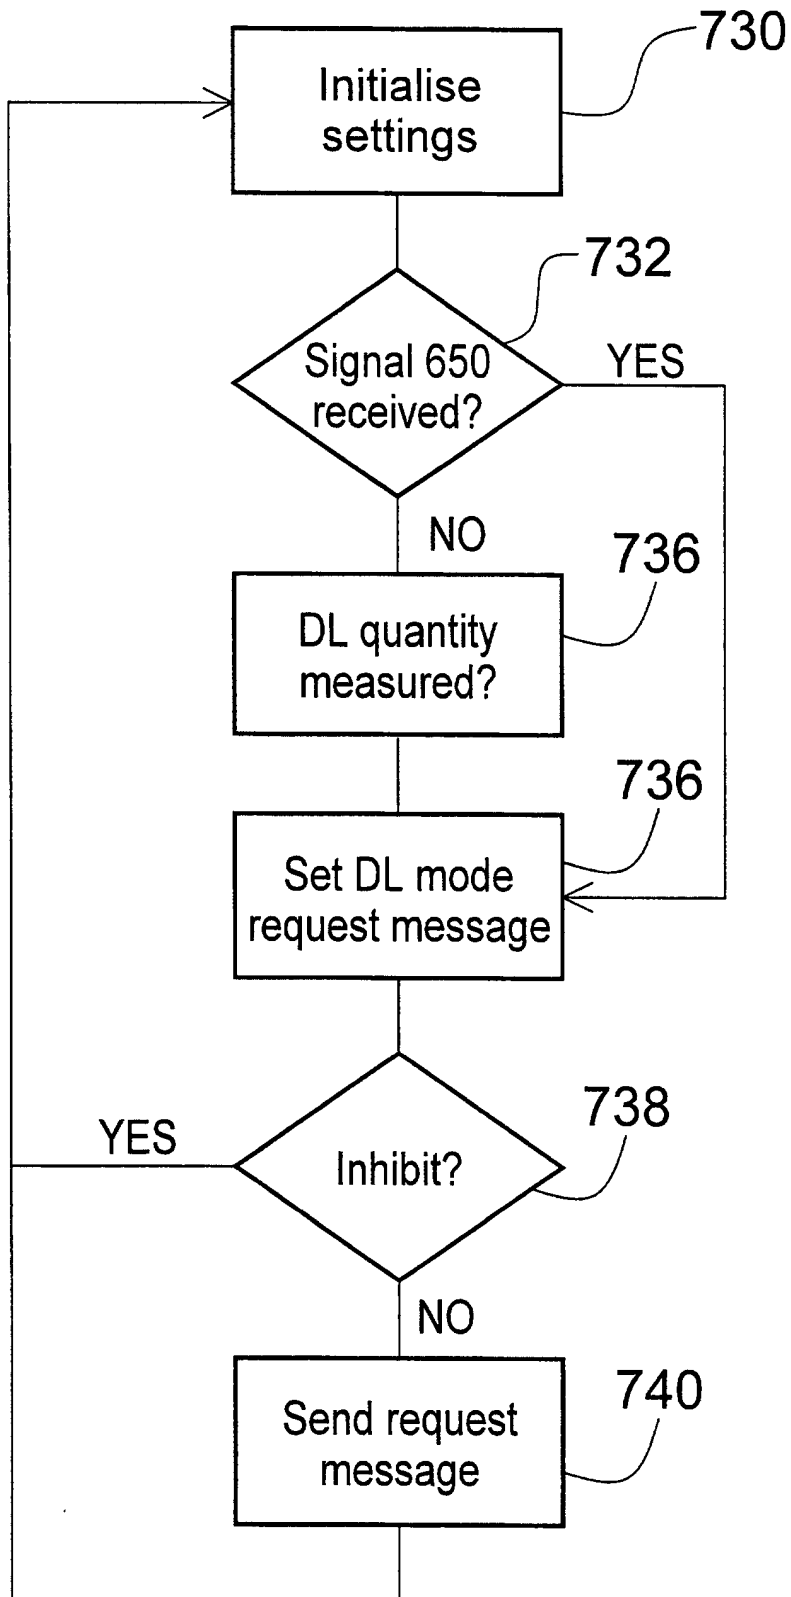 730
Initialise
settings
732
Signal 650
received?
YES
NO
736
DL quantity
measured?
736
Set DL mode
request message
738
YES
Inhibit?
NO
740
Send request
message